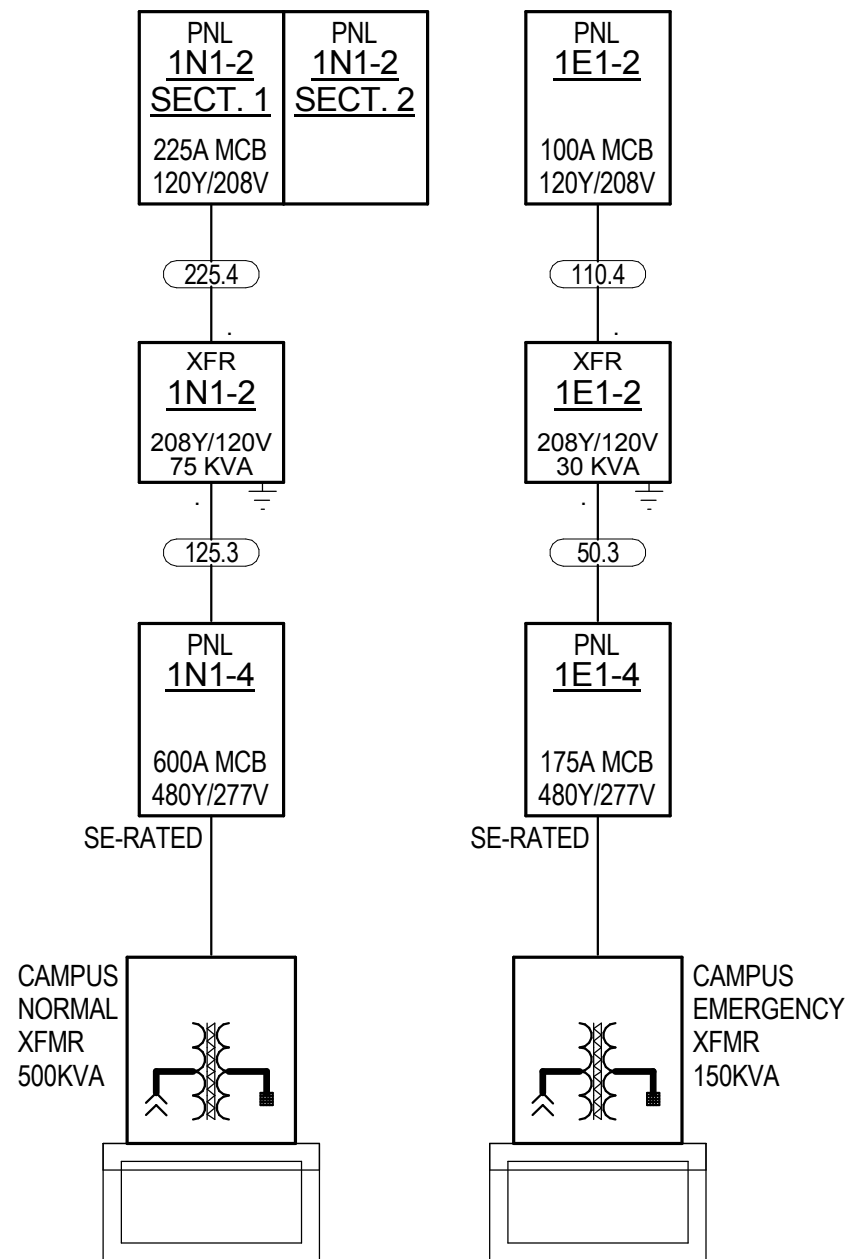 PNL
1N1-2
SECT. 1
225A MCB
120Y/208V
PNL
1N1-2
SECT. 2
225.4
XFR
1N1-2
208Y/120V
75 KVA
125.3
PNL
1N1-4
600A MCB
480Y/277V
SE-RATED
CAMPUS
NORMAL
XFMR
500KVA
PNL
1E1-2
100A MCB
120Y/208V
110.4
XFR
1E1-2
208Y/120V
30 KVA
50.3
PNL
1E1-4
175A MCB
480Y/277V
SE-RATED
CAMPUS
EMERGENCY
XFMR
150KVA